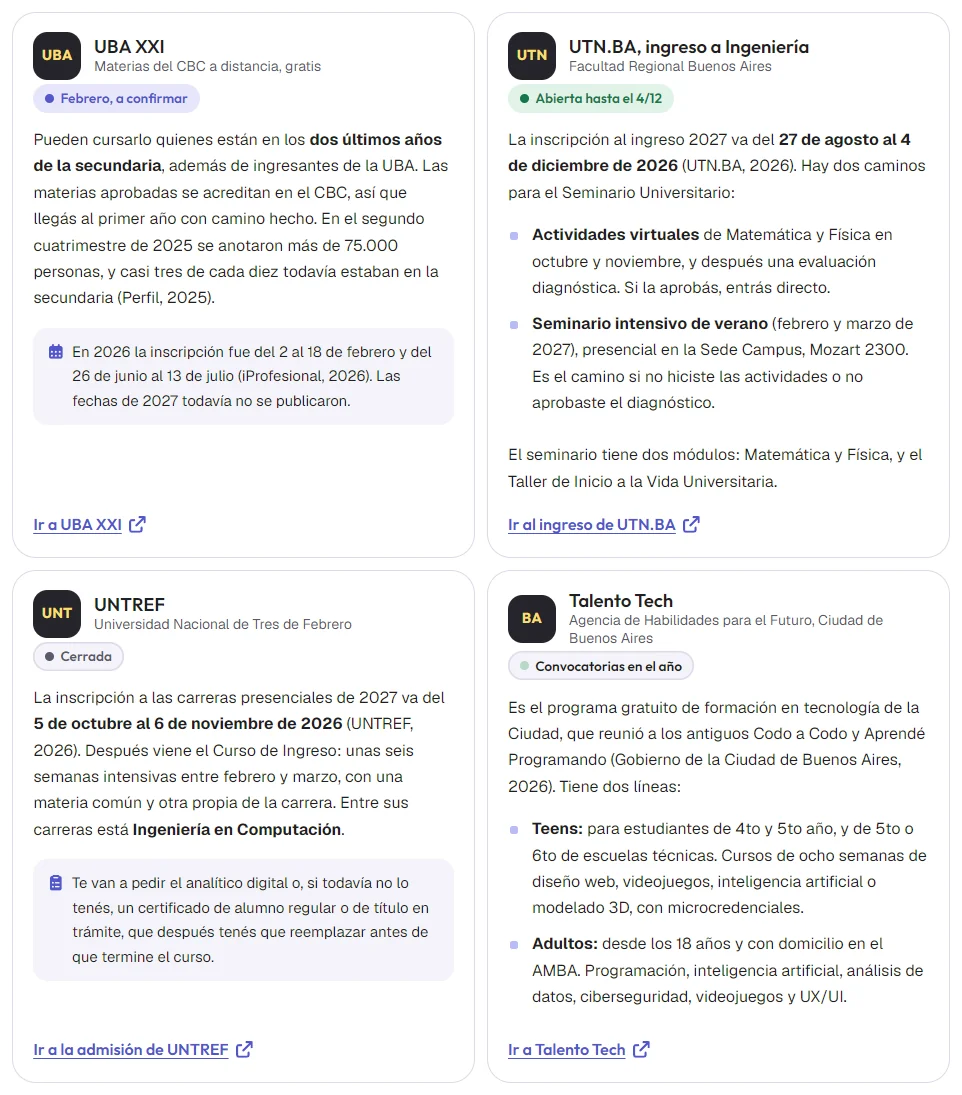 UBA
UBA XXI
Materias del CBC a distancia, gratis
Febrero, a confirmar
Pueden cursarlo quienes están en los dos últimos años
de la secundaria, además de ingresantes de la UBA. Las
materias aprobadas se acreditan en el CBC, así que
llegás al primer año con camino hecho. En el segundo
cuatrimestre de 2025 se anotaron más de 75.000
personas, y casi tres de cada diez todavía estaban en la
secundaria (Perfil, 2025).
En 2026 la inscripción fue del 2 al 18 de febrero y del
26 de junio al 13 de julio (iProfesional, 2026). Las
fechas de 2027 todavía no se publicaron.
Ir a UBA XXI
UTN
UTN.BA, ingreso a Ingeniería
Facultad Regional Buenos Aires
Abierta hasta el 4/12
La inscripción al ingreso 2027 va del 27 de agosto al 4
de diciembre de 2026 (UTN.BA, 2026). Hay dos caminos
para el Seminario Universitario:
Actividades virtuales de Matemática y Física en
octubre y noviembre, y después una evaluación
diagnóstica. Si la aprobás, entrás directo.
Seminario intensivo de verano (febrero y marzo de
2027), presencial en la Sede Campus, Mozart 2300.
Es el camino si no hiciste las actividades o no
aprobaste el diagnóstico.
El seminario tiene dos módulos: Matemática y Física, y el
Taller de Inicio a la Vida Universitaria.
Ir al ingreso de UTN.BA
UNT
UNTREF
Universidad Nacional de Tres de Febrero
Cerrada
La inscripción a las carreras presenciales de 2027 va del
5 de octubre al 6 de noviembre de 2026 (UNTREF,
2026). Después viene el Curso de Ingreso: unas seis
semanas intensivas entre febrero y marzo, con una
materia común y otra propia de la carrera. Entre sus
carreras está Ingeniería en Computación.
Te van a pedir el analítico digital o, si todavía no lo
tenés, un certificado de alumno regular o de título en
trámite, que después tenés que reemplazar antes de
que termine el curso.
Ir a la admisión de UNTREF
BA
Talento Tech
Agencia de Habilidades para el Futuro, Ciudad de
Buenos Aires
Convocatorias en el año
Es el programa gratuito de formación en tecnología de la
Ciudad, que reunió a los antiguos Codo a Codo y Aprendé
Programando (Gobierno de la Ciudad de Buenos Aires,
2026). Tiene dos líneas:
Teens: para estudiantes de 4to y 5to año, y de 5to o
6to de escuelas técnicas. Cursos de ocho semanas de
diseño web, videojuegos, inteligencia artificial o
modelado 3D, con microcredenciales.
Adultos: desde los 18 años y con domicilio en el
AMBA. Programación, inteligencia artificial, análisis de
datos, ciberseguridad, videojuegos y UX/UI.
Ir a Talento Tech